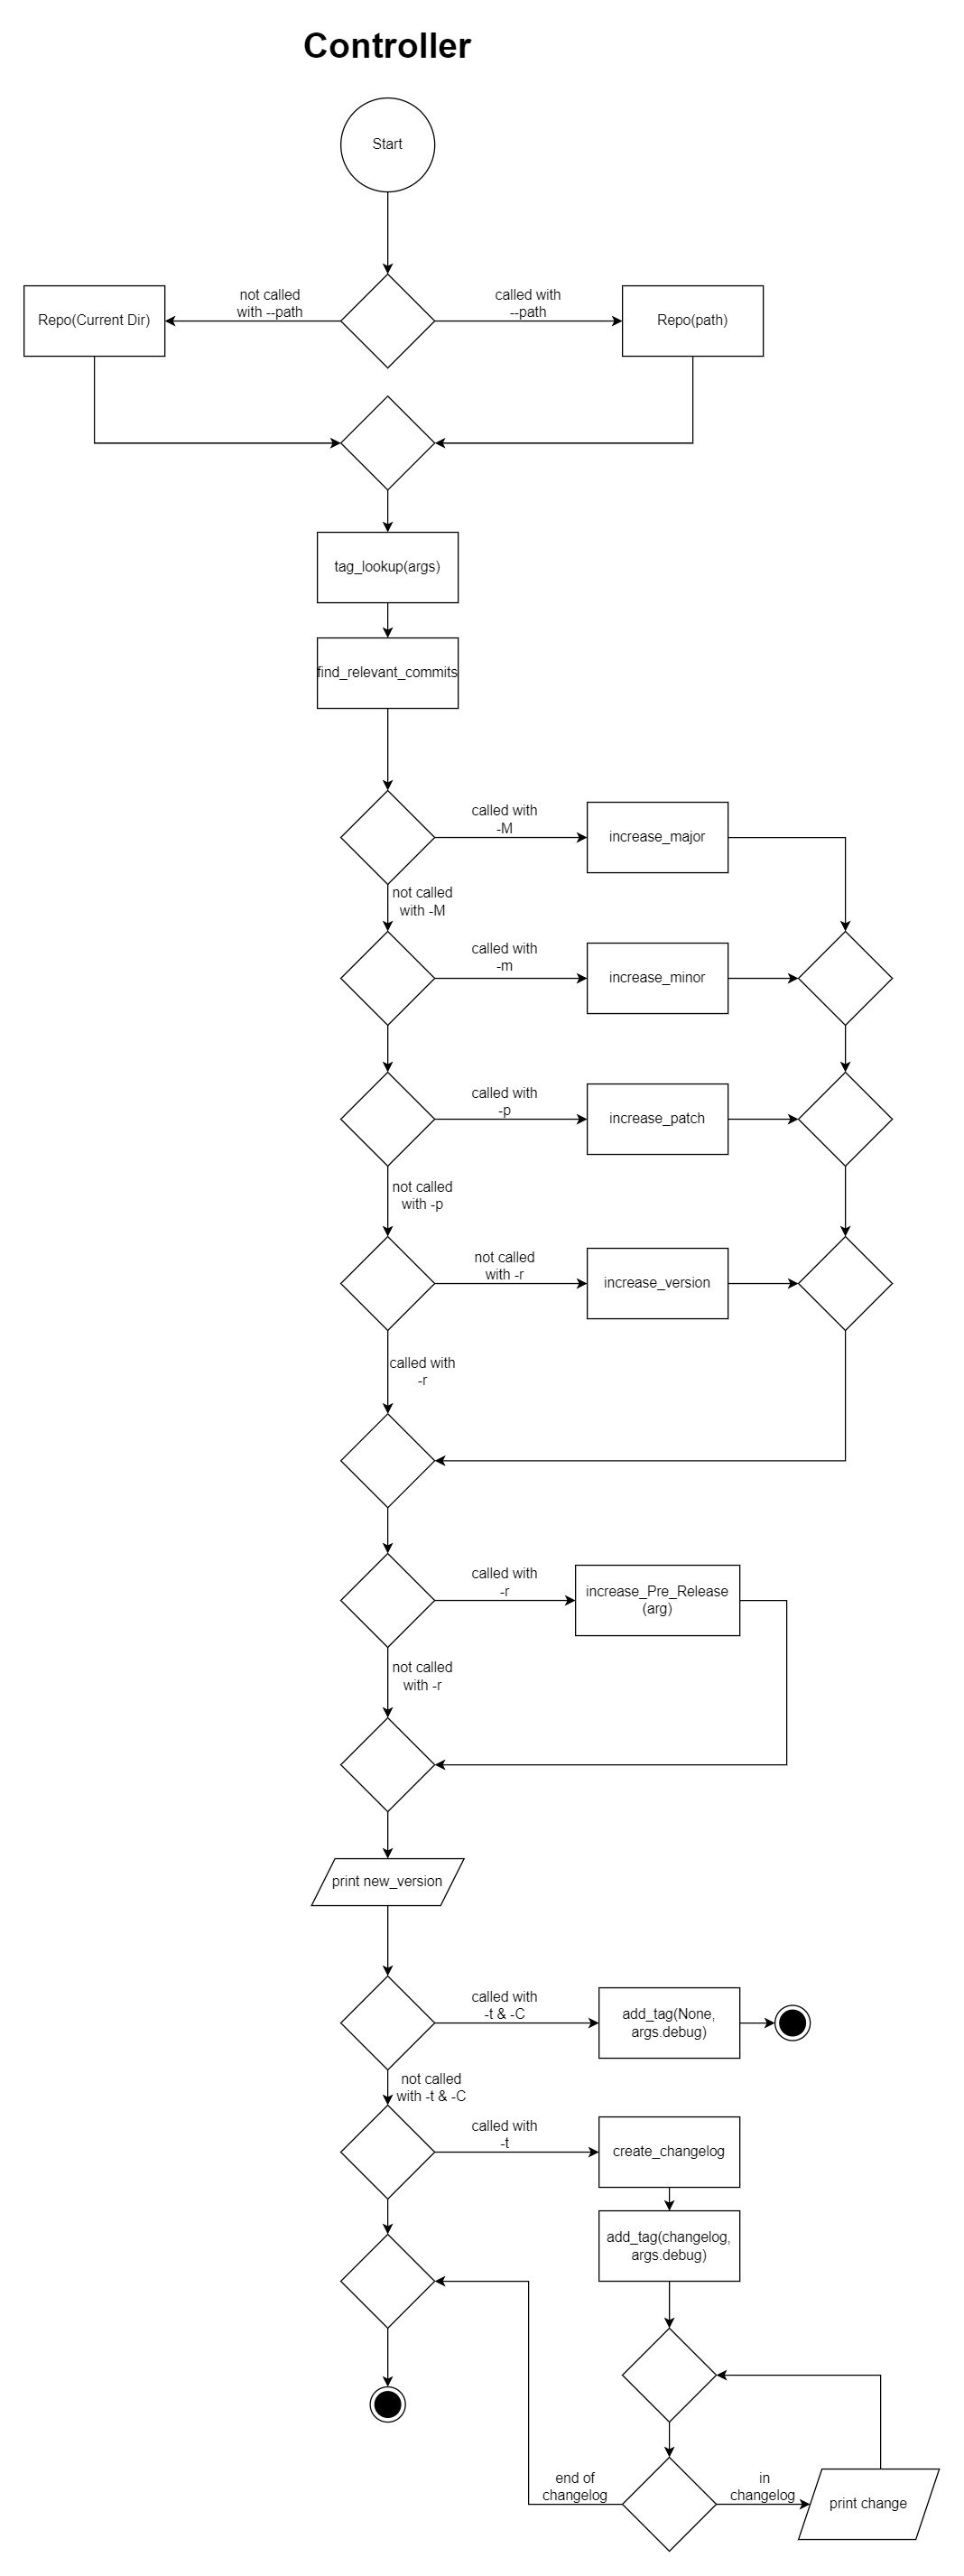 Controller
Start
not called
with --path
called with
--path
Repo(Current Dir)
Repo(path)
tag_lookup(args)
find_relevant_commits
called with
-M
increase_major
not called
with -M
called with
-m
increase_minor
called with
-p
increase_patch
not called
with -p
not called
with -r
increase_version
called with
-r
called with
-r
increase_Pre_Release
(arg)
not called
with -r
print new_version
called with
-t & -C
add_tag(None,
args.debug)
not called
with -t & -C
called with
-t
create_changelog
add_tag(changelog,
args.debug)
end of
changelog
in
changelog
print change